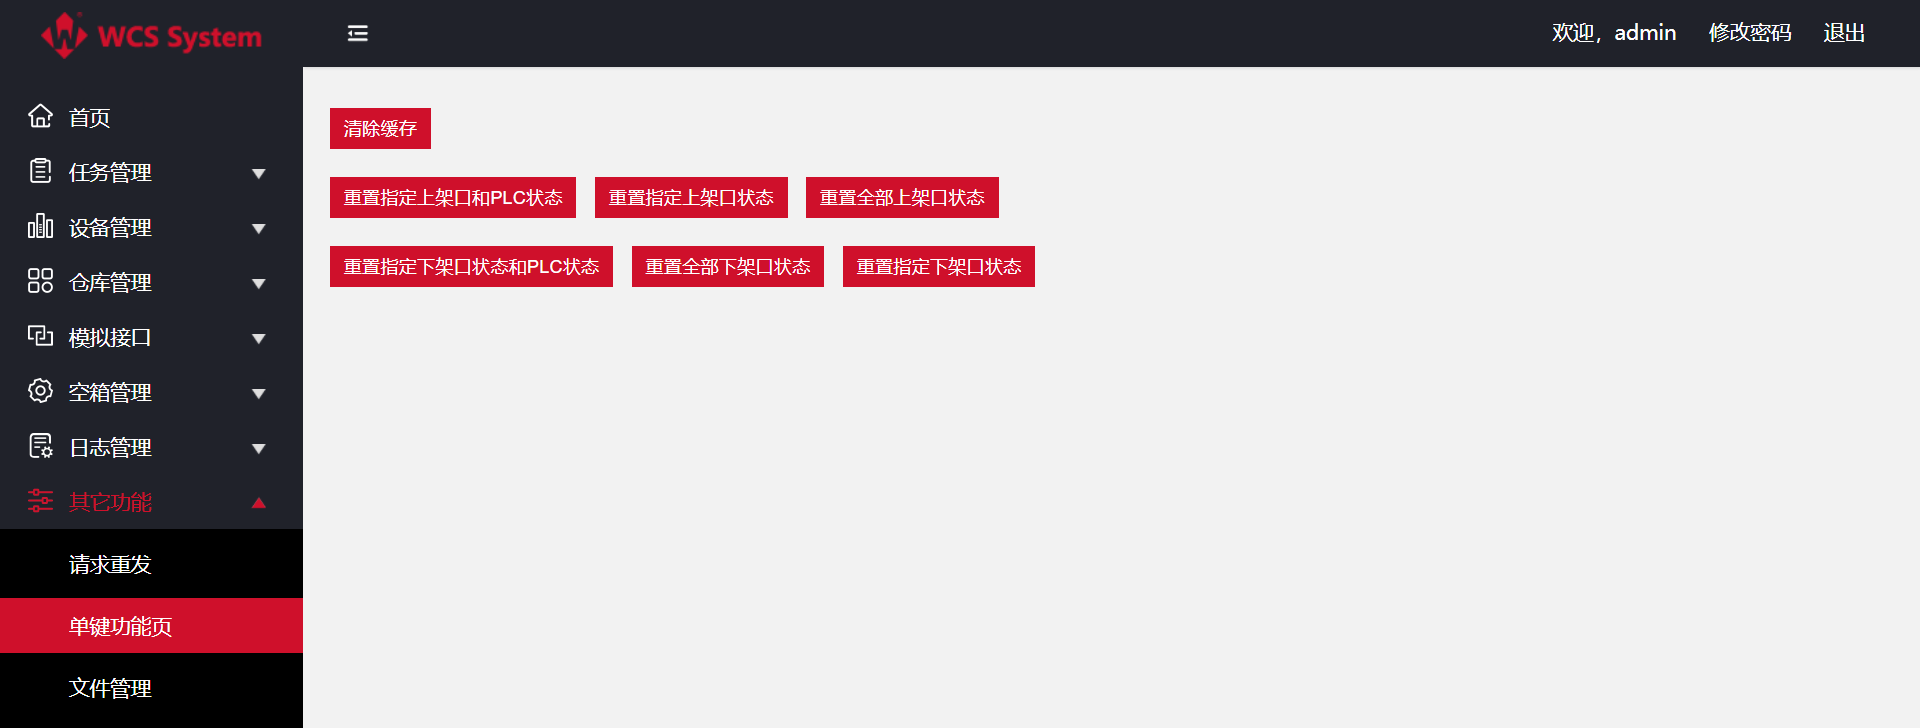 WCS System
欢迎，admin 修改密码 退出
首页
任务管理
设备管理
仓库管理
模拟接口
空箱管理
日志管理
其它功能
请求重发
单键功能页
文件管理
清除缓存
重置指定上架口和PLC状态 重置指定上架口状态 重置全部上架口状态
重置指定下架口状态和PLC状态 重置全部下架口状态 重置指定下架口状态